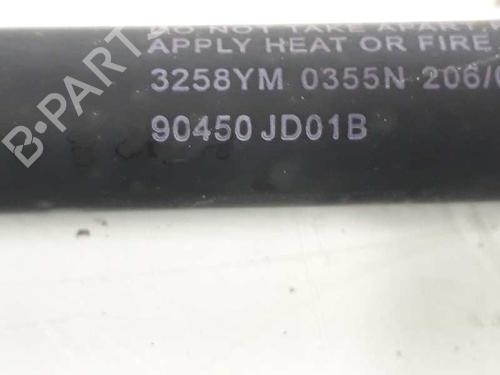 DO NOT TAKE APART
APPLY HEAT OR FIRE.
3258YM 0355N 206/
90450 JD01B
B-PARTS